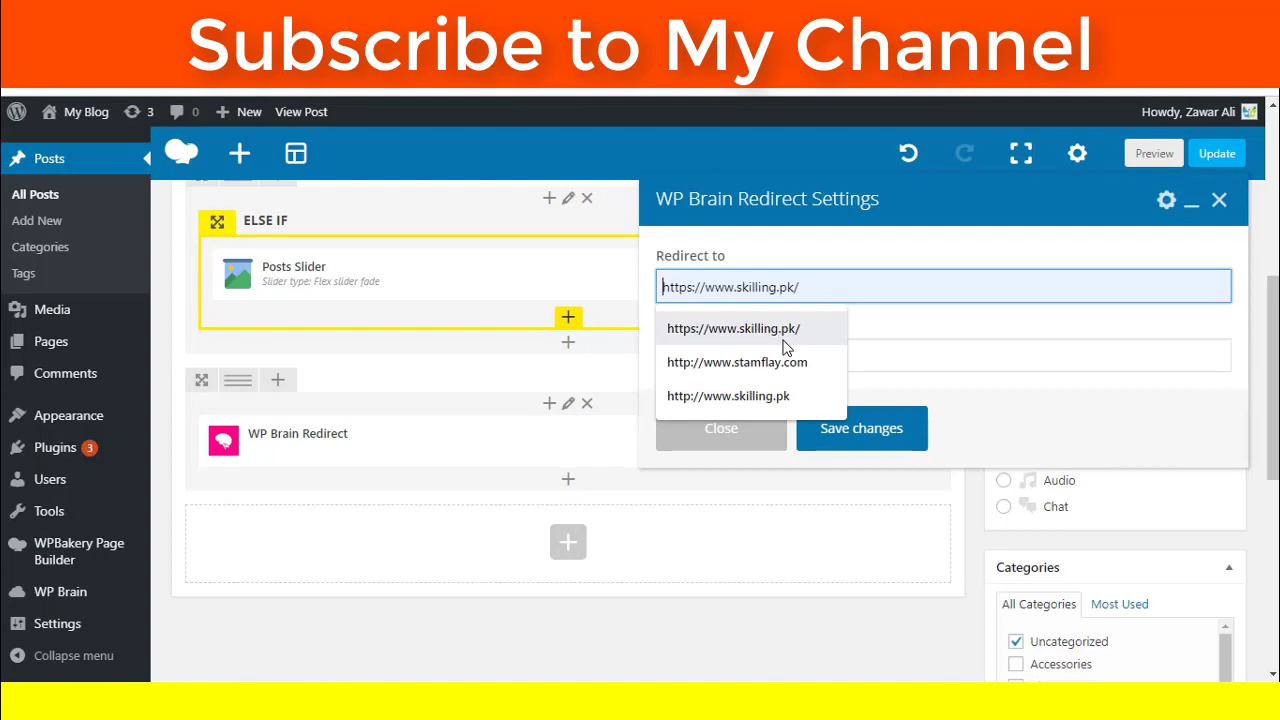 Subscribe to My Channel
My Blog 3 0 New View Post Howdy, Zawar Ali
Posts
All Posts
Add New
Categories
Tags
Media
Pages
Comments
Appearance
Plugins 3
Users
Tools
WPBakery Page
Builder
WP Brain
Settings
Collapse menu
Preview Update
ELSE IF
Posts Slider
Slider type: Flex slider fade
WP Brain Redirect
WP Brain Redirect Settings
Redirect to
https://www.skilling.pk/
https://www.skilling.pk/
http://www.stamflay.com
http://www.skilling.pk
Close Save changes
Audio
Chat
Categories
All Categories Most Used
Uncategorized
Accessories